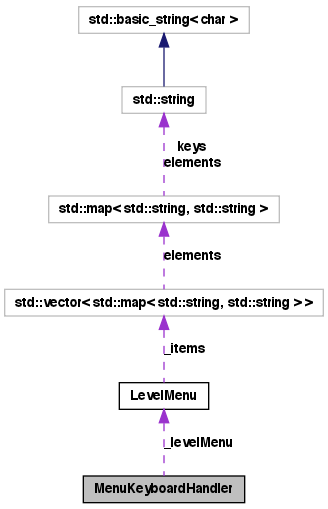 std::basic_string< char >
std::string
keys
elements
std::map< std::string, std::string >
elements
std::vector< std::map< std::string, std::string > >
_items
LevelMenu
_levelMenu
MenuKeyboardHandler